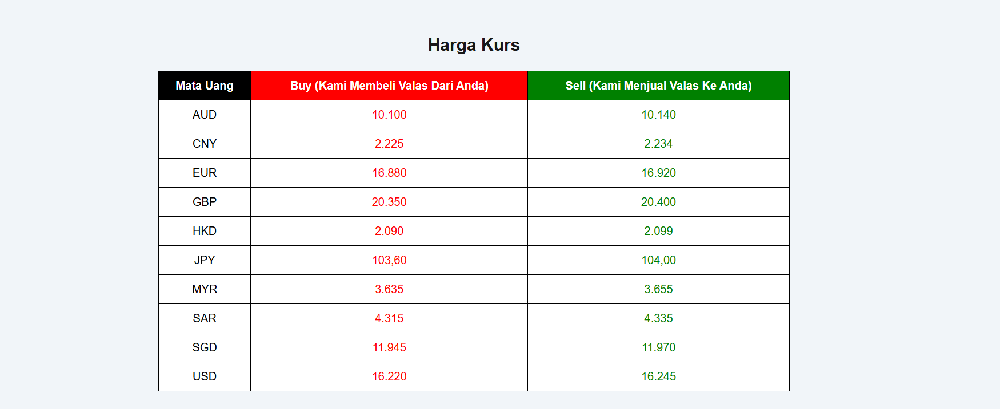 Harga Kurs
Mata Uang Buy (Kami Membeli Valas Dari Anda) Sell (Kami Menjual Valas Ke Anda)
AUD 10.100 10.140
CNY 2.225 2.234
EUR 16.880 16.920
GBP 20.350 20.400
HKD 2.090 2.099
JPY 103,60 104,00
MYR 3.635 3.655
SAR 4.315 4.335
SGD 11.945 11.970
USD 16.220 16.245